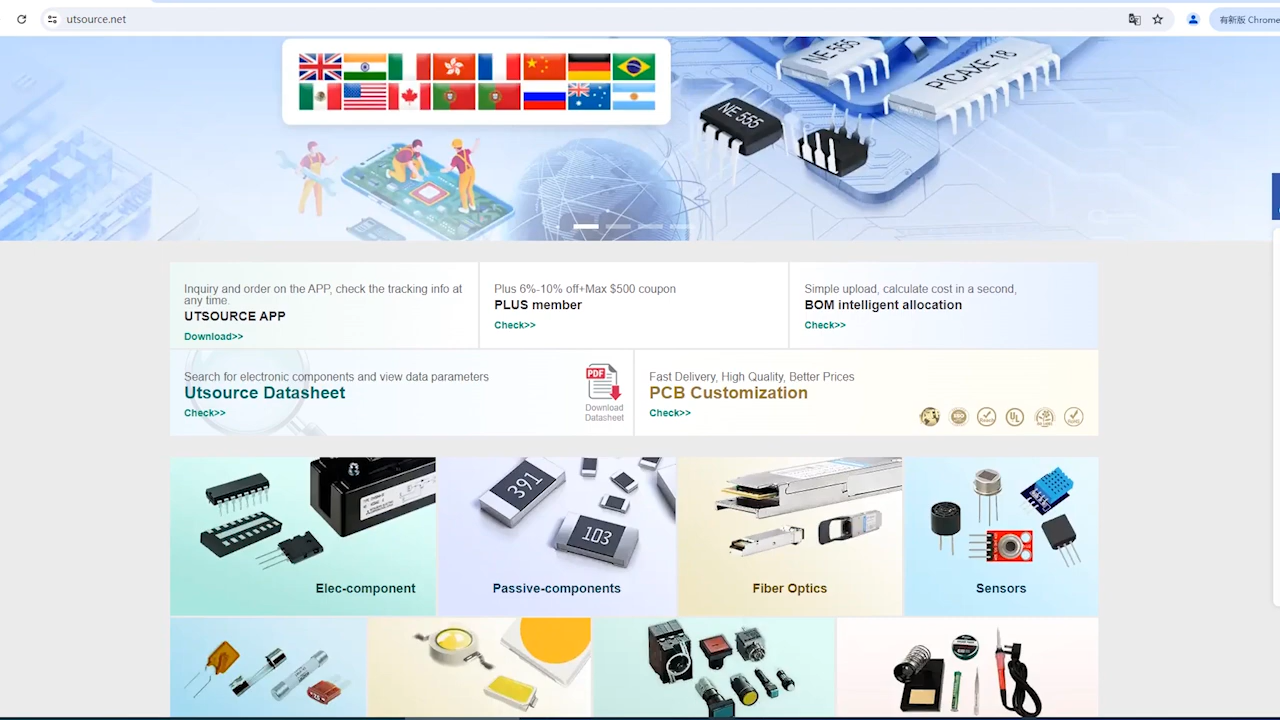 utsource.net
有新版 Chrome
NE 555
PICAXE-18
NE 555
Inquiry and order on the APP, check the tracking info at
any time.
UTSOURCE APP
Download>>
Plus 6%-10% off+Max $500 coupon
PLUS member
Check>>
Simple upload, calculate cost in a second,
BOM intelligent allocation
Check>>
Search for electronic components and view data parameters
Utsource Datasheet
Check>>
PDF
Download
Datasheet
Fast Delivery, High Quality, Better Prices
PCB Customization
Check>>
UL
391
103
Elec-component
Passive-components
Fiber Optics
Sensors